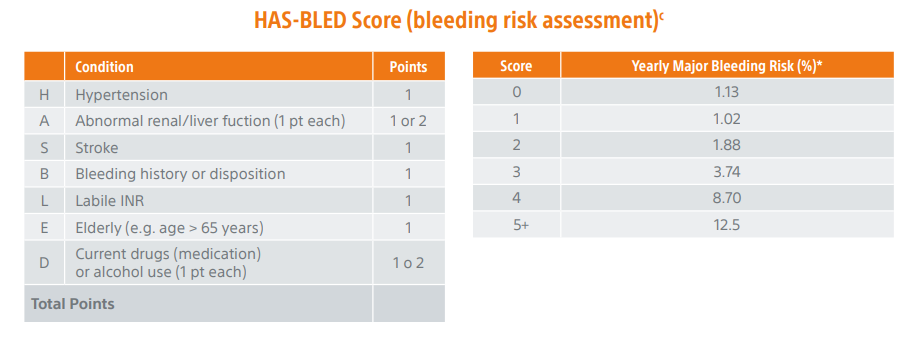 HAS-BLED Score (bleeding risk assessment)c
Condition Points
H Hypertension 1
A Abnormal renal/liver fuction (1 pt each) 1 or 2
S Stroke 1
B Bleeding history or disposition 1
L Labile INR 1
E Elderly (e.g. age > 65 years) 1
D Current drugs (medication)
or alcohol use (1 pt each) 1 o 2
Total Points
Score Yearly Major Bleeding Risk (%)*
0 1.13
1 1.02
2 1.88
3 3.74
4 8.70
5+ 12.5